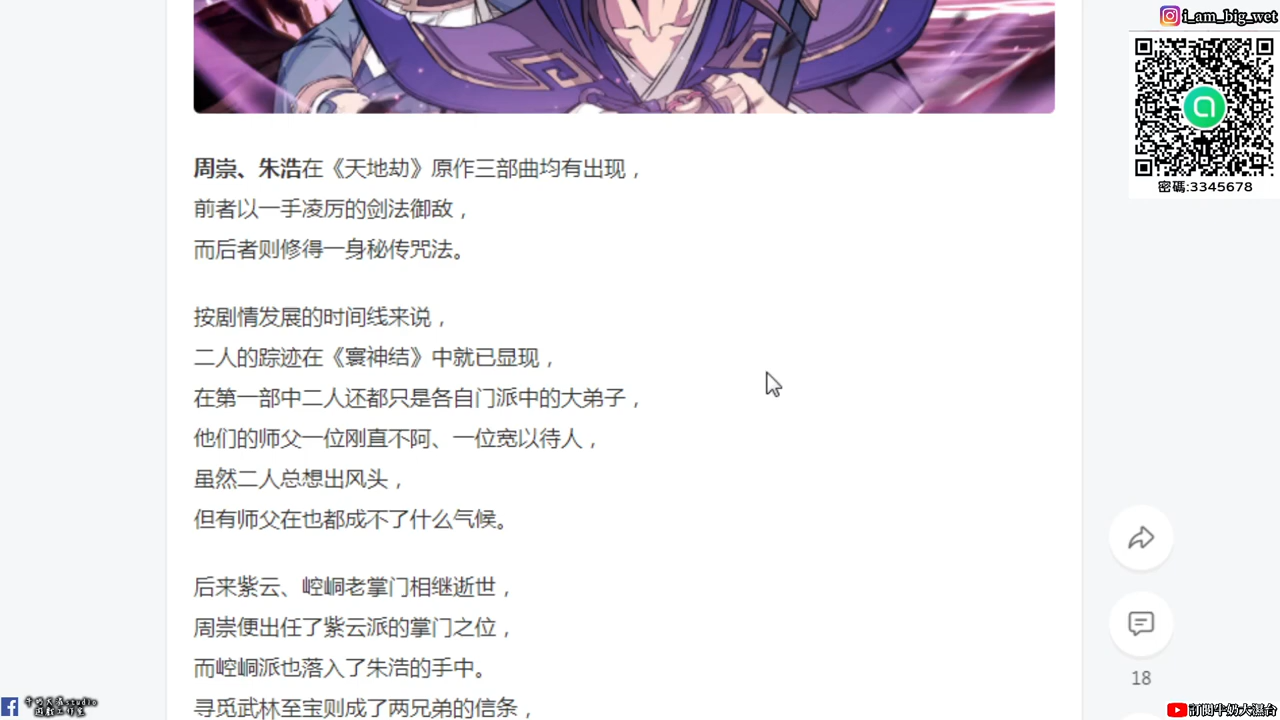 i_am_big_wet
密碼:3345678
周崇、朱浩在《天地劫》原作三部曲均有出现，
前者以一手凌厉的剑法御敌，
而后者则修得一身秘传咒法。
按剧情发展的时间线来说，
二人的踪迹在《寰神结》中就已显现，
在第一部中二人还都只是各自门派中的大弟子，
他们的师父一位刚直不阿、一位宽以待人，
虽然二人总想出风头，
但有师父在也都成不了什么气候。
后来紫云、崆峒老掌门相继逝世，
周崇便出任了紫云派的掌门之位，
而崆峒派也落入了朱浩的手中。
18
寻觅武林至宝则成了两兄弟的信条，
訂閱牛奶大濕台